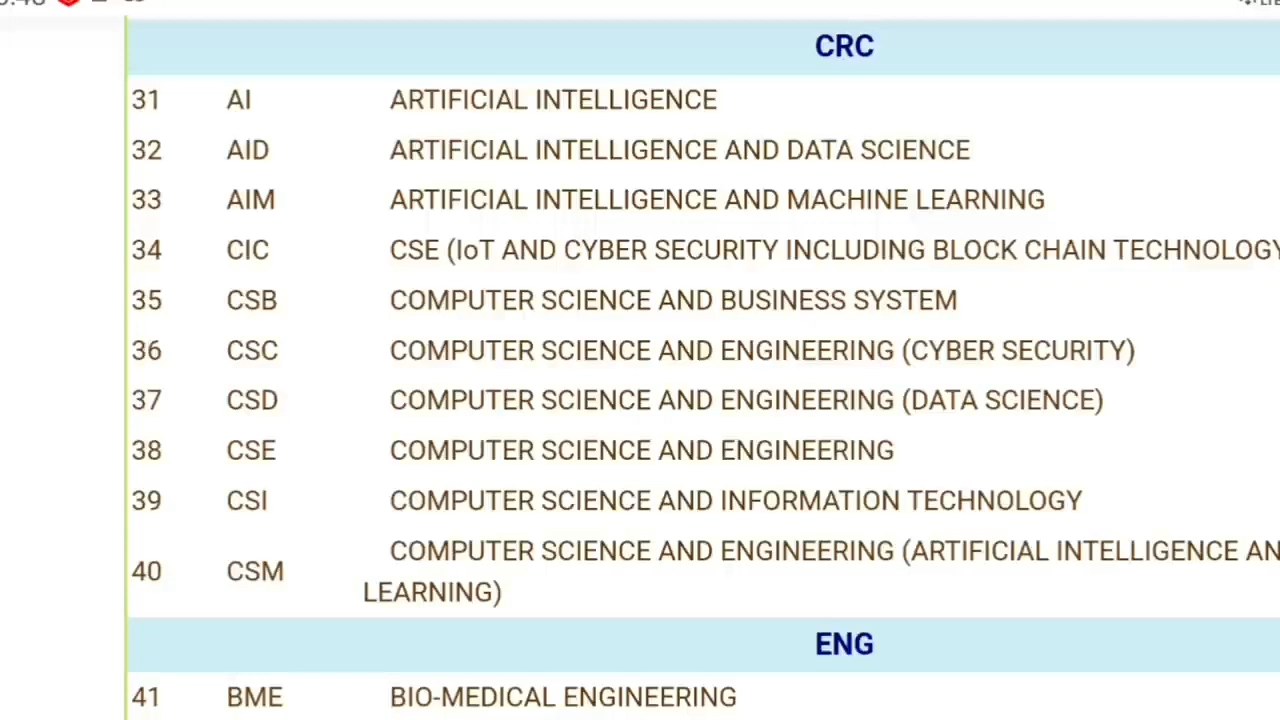 CRC
31 AI ARTIFICIAL INTELLIGENCE
32 AID ARTIFICIAL INTELLIGENCE AND DATA SCIENCE
33 AIM ARTIFICIAL INTELLIGENCE AND MACHINE LEARNING
34 CIC CSE (IoT AND CYBER SECURITY INCLUDING BLOCK CHAIN TECHNOLOGY
35 CSB COMPUTER SCIENCE AND BUSINESS SYSTEM
36 CSC COMPUTER SCIENCE AND ENGINEERING (CYBER SECURITY)
37 CSD COMPUTER SCIENCE AND ENGINEERING (DATA SCIENCE)
38 CSE COMPUTER SCIENCE AND ENGINEERING
39 CSI COMPUTER SCIENCE AND INFORMATION TECHNOLOGY
40 CSM COMPUTER SCIENCE AND ENGINEERING (ARTIFICIAL INTELLIGENCE AN
LEARNING)
ENG
41 BME BIO-MEDICAL ENGINEERING